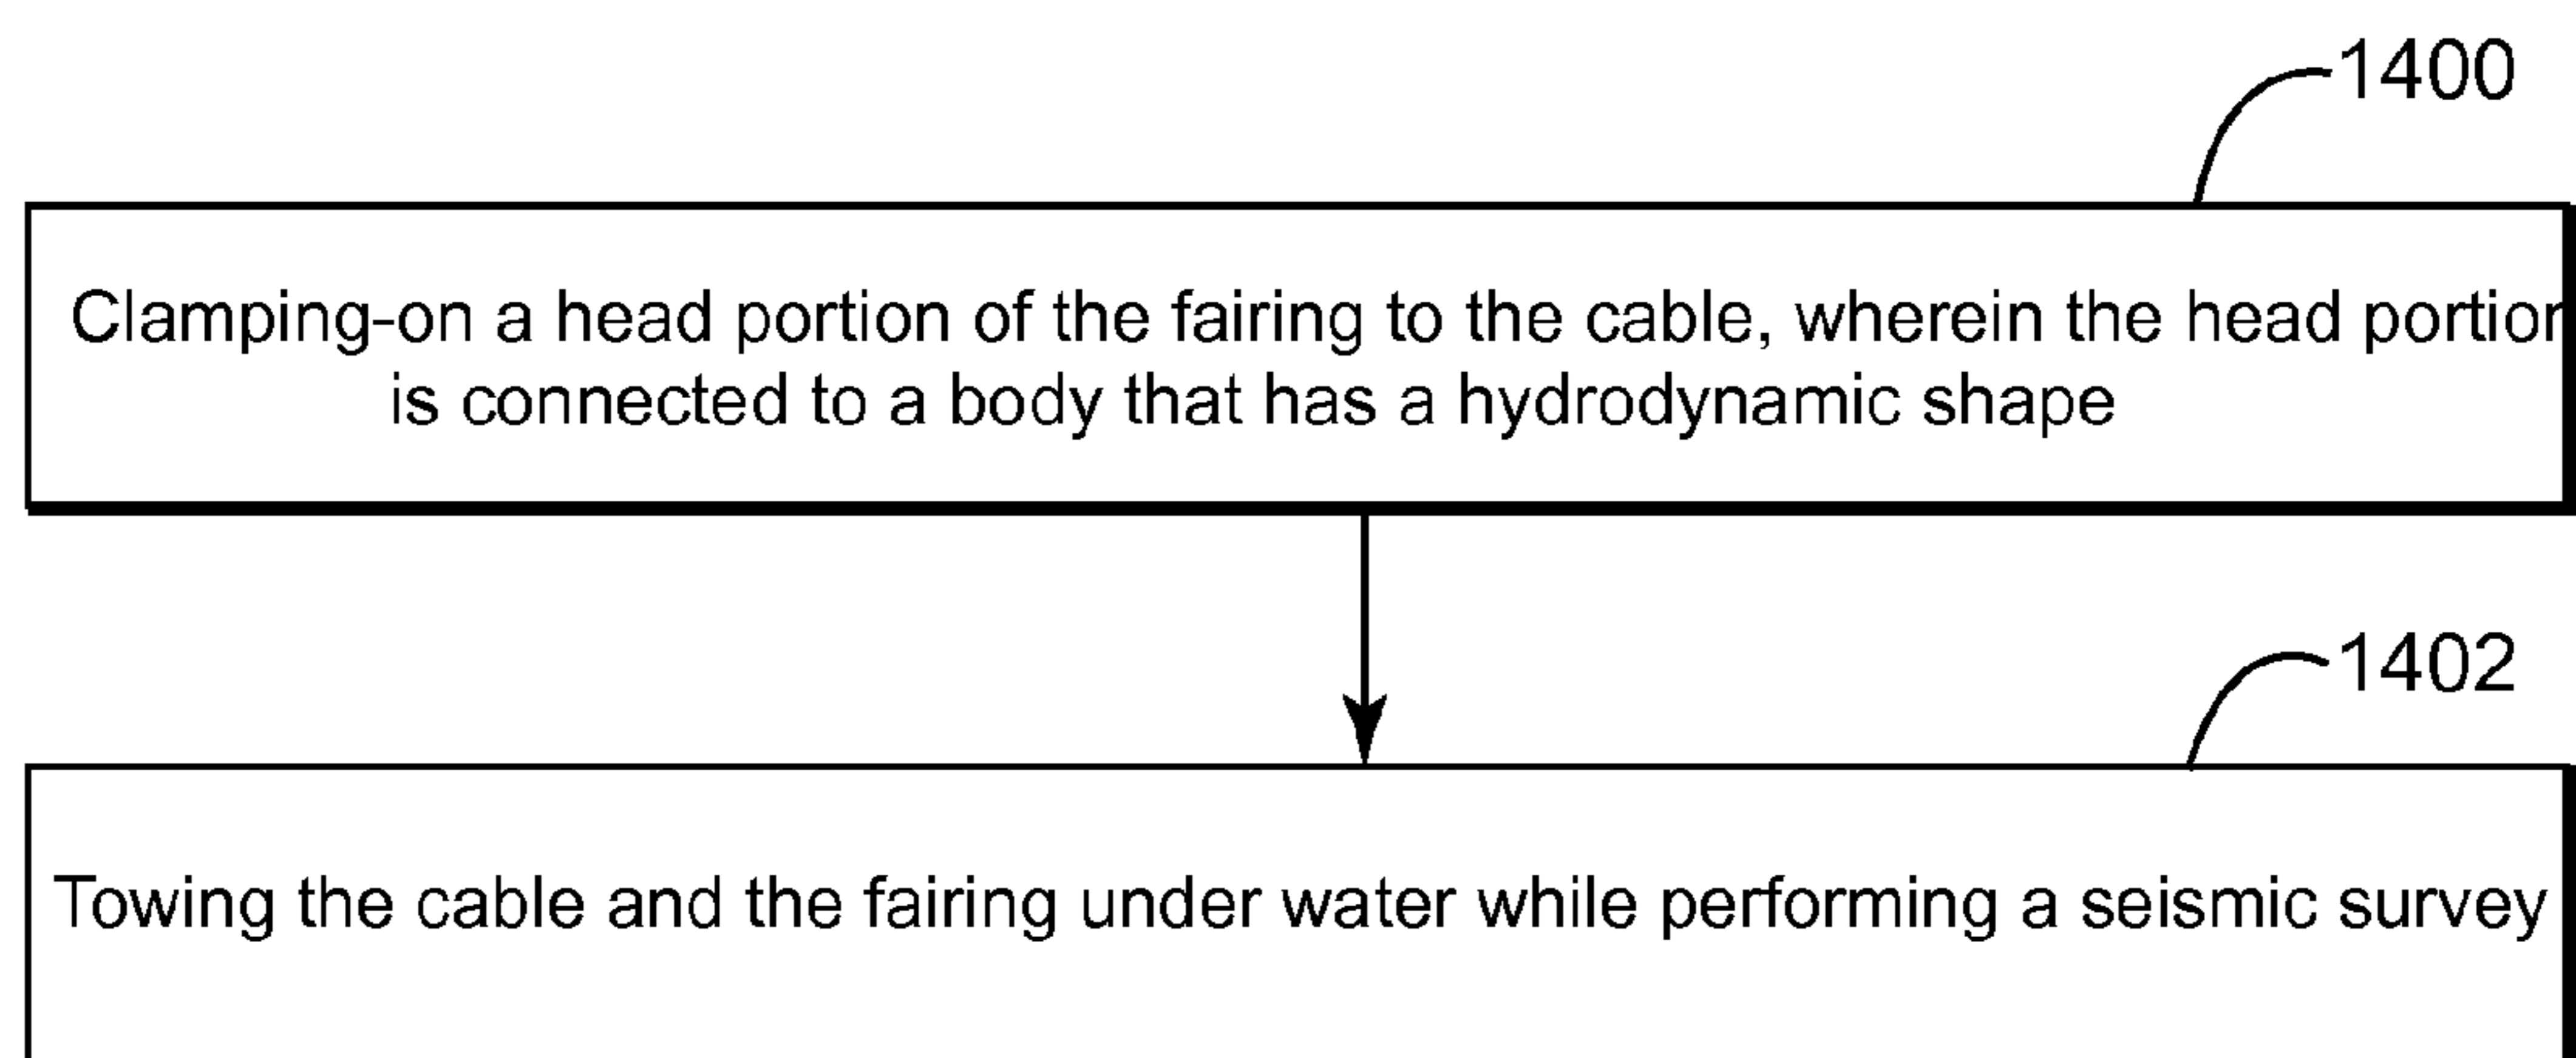 1400
Clamping-on a head portion of the fairing to the cable, wherein the head portion
is connected to a body that has a hydrodynamic shape
1402
Towing the cable and the fairing under water while performing a seismic survey